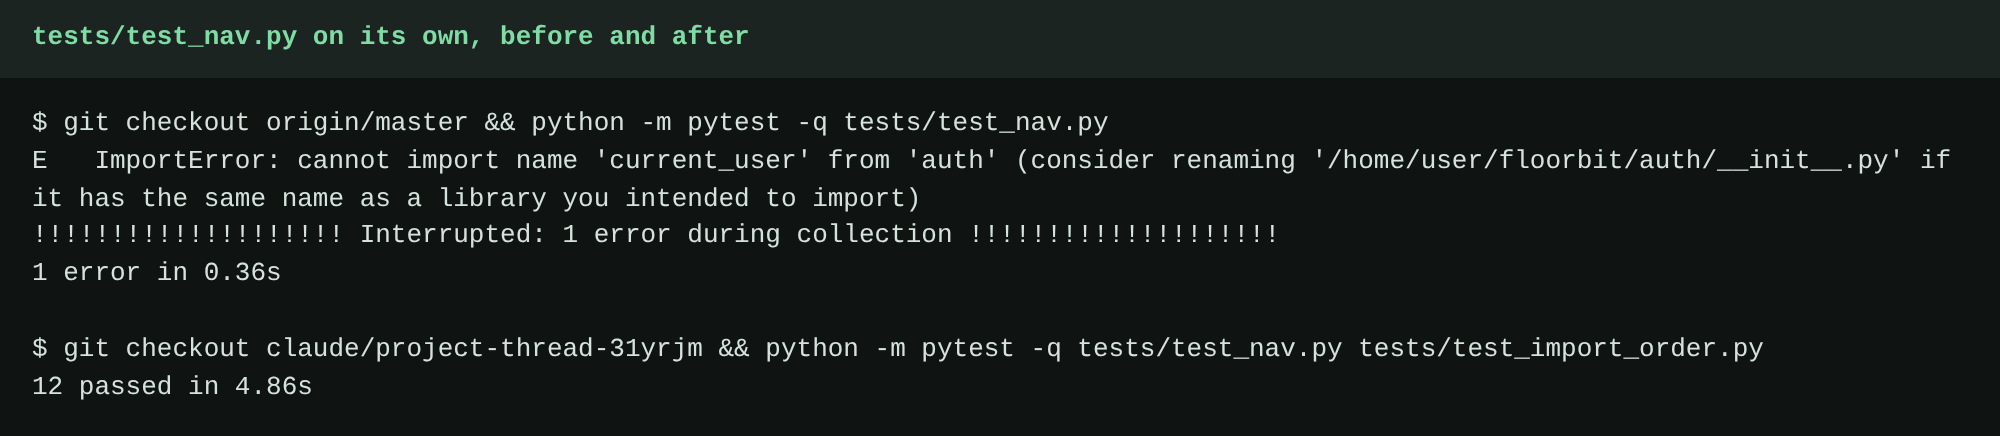 tests/test_nav.py on its own, before and after
$ git checkout origin/master && python -m pytest -q tests/test_nav.py
E   ImportError: cannot import name 'current_user' from 'auth' (consider renaming '/home/user/floorbit/auth/__init__.py' if
it has the same name as a library you intended to import)
!!!!!!!!!!!!!!!!!!!! Interrupted: 1 error during collection !!!!!!!!!!!!!!!!!!!!
1 error in 0.36s
$ git checkout claude/project-thread-31yrjm && python -m pytest -q tests/test_nav.py tests/test_import_order.py
12 passed in 4.86s